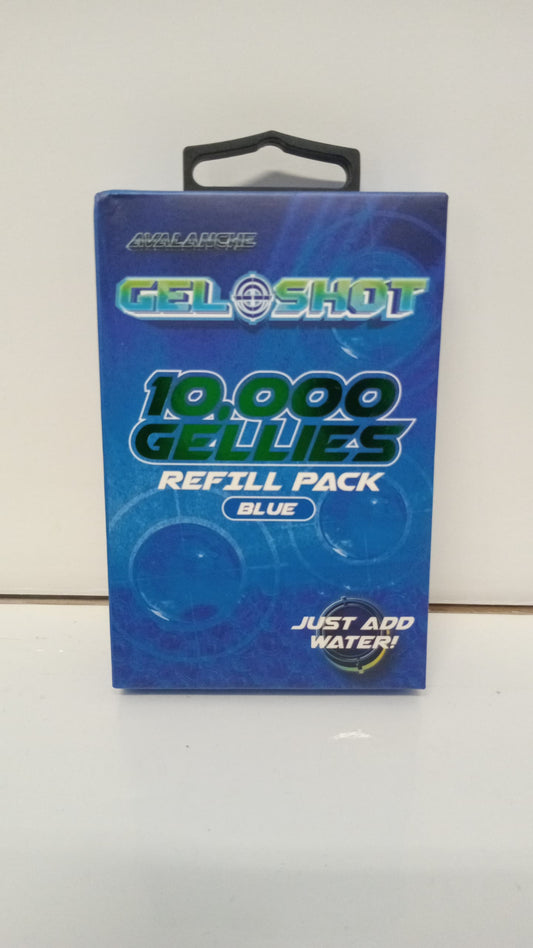 AVALANCHE
GEL SHOT
10,000
GELLIES
REFILL PACK
BLUE
JUST ADD
WATER!